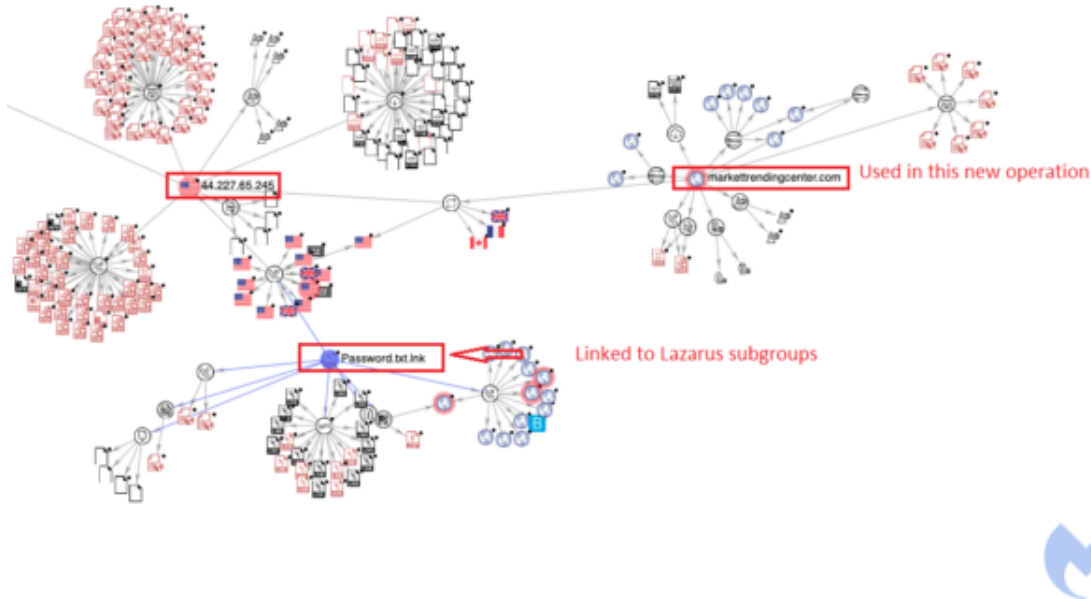 44.227.65.245
markettrendingcenter.com
Used in this new operation
Password.txt.lnk
Linked to Lazarus subgroups
B